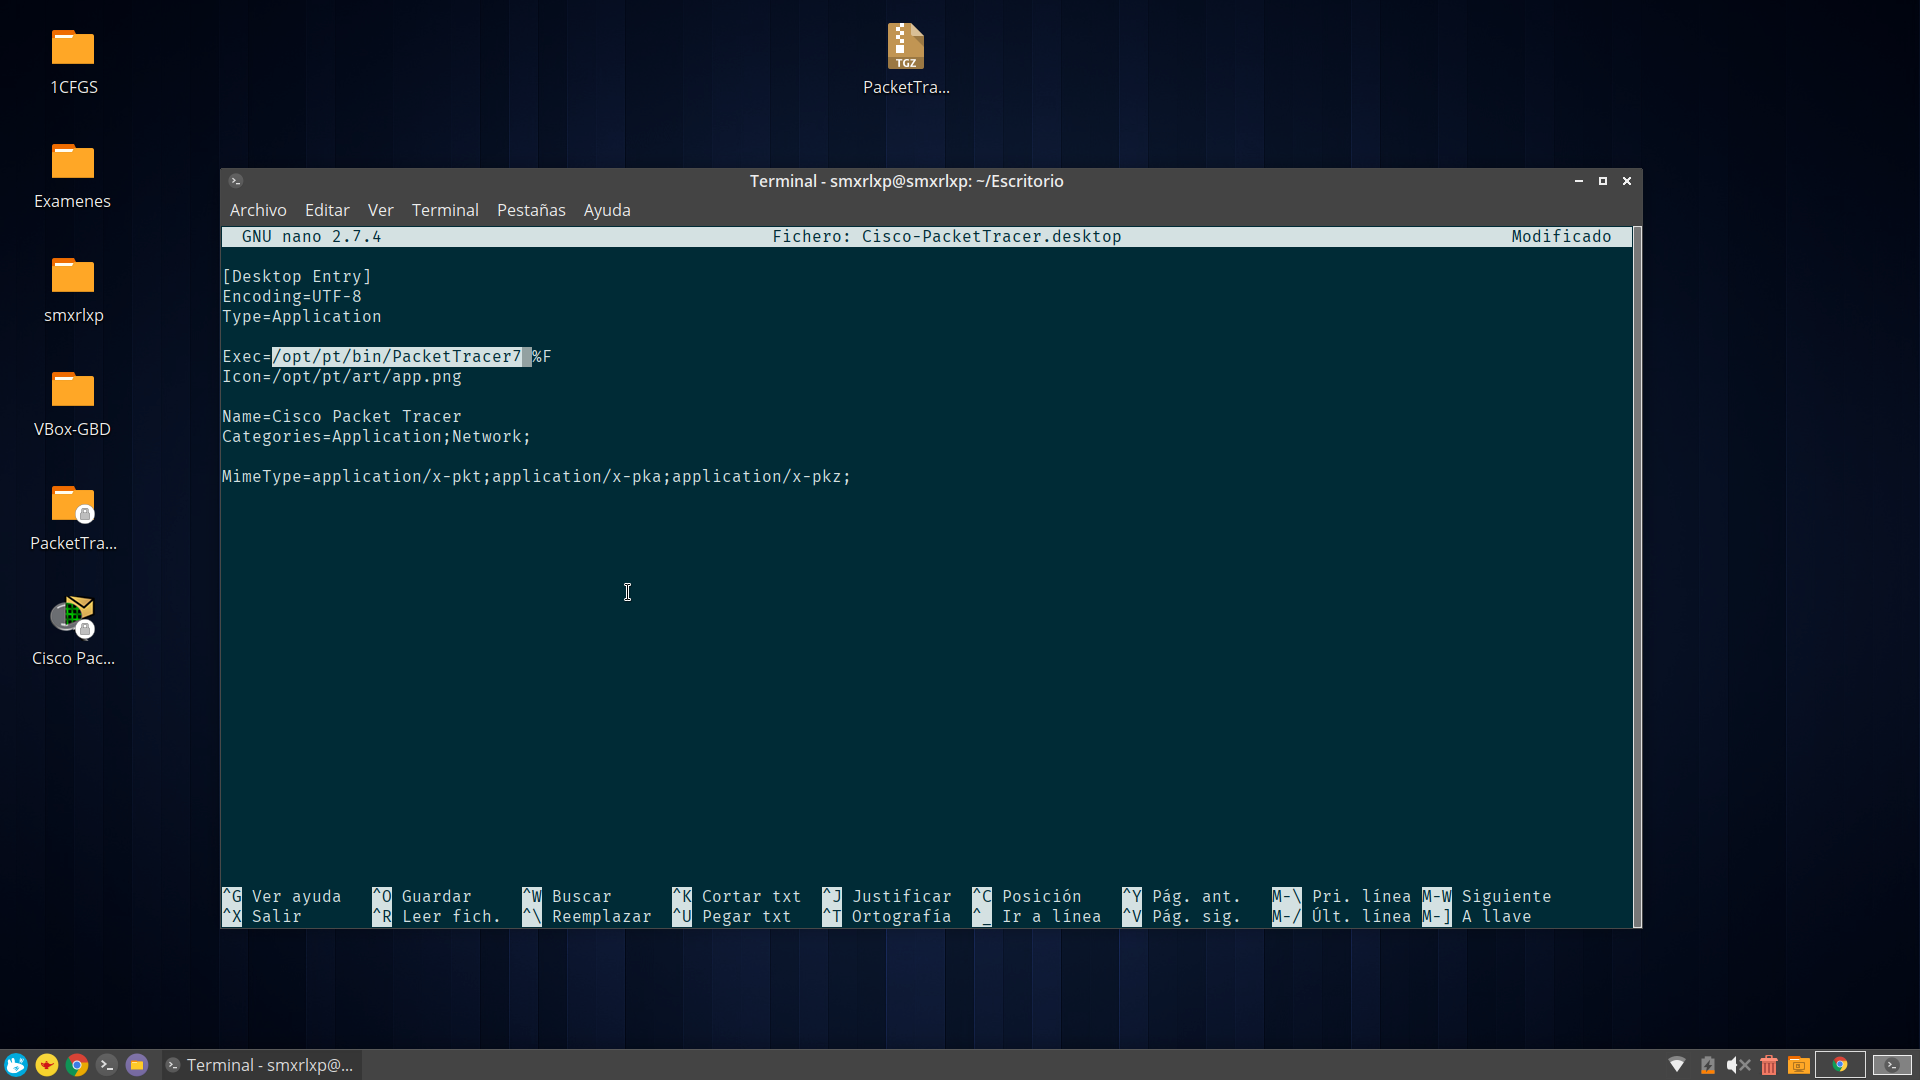 1CFGS
Examenes
smxrlxp
VBox-GBD
PacketTra...
Cisco Pac...
TGZ
PacketTra...
Terminal - smxrlxp@smxrlxp: ~/Escritorio
Archivo Editar Ver Terminal Pestañas Ayuda
GNU nano 2.7.4 Fichero: Cisco-PacketTracer.desktop Modificado
[Desktop Entry]
Encoding=UTF-8
Type=Application
Exec=/opt/pt/bin/PacketTracer7 %F
Icon=/opt/pt/art/app.png
Name=Cisco Packet Tracer
Categories=Application;Network;
MimeType=application/x-pkt;application/x-pka;application/x-pkz;
^G Ver ayuda ^O Guardar ^W Buscar ^K Cortar txt ^J Justificar ^C Posición ^Y Pág. ant. M-\ Pri. línea M-W Siguiente
^X Salir ^R Leer fich. ^\ Reemplazar ^U Pegar txt ^T Ortografía ^_ Ir a línea ^V Pág. sig. M-/ Últ. línea M-] A llave
Terminal - smxrlxp@...